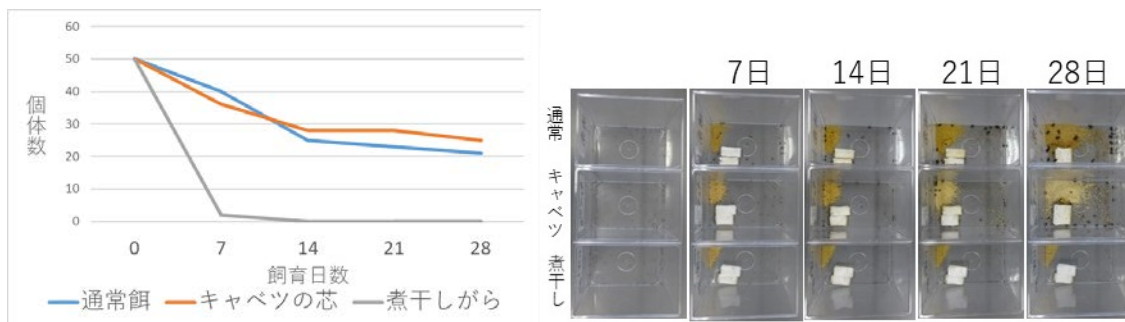 60
50
40
30
20
10
0
個体数
0 7 14 21 28
飼育日数
通常餌 キャベツの芯 煮干しがら
7日 14日 21日 28日
通常
キャベツ
煮干し